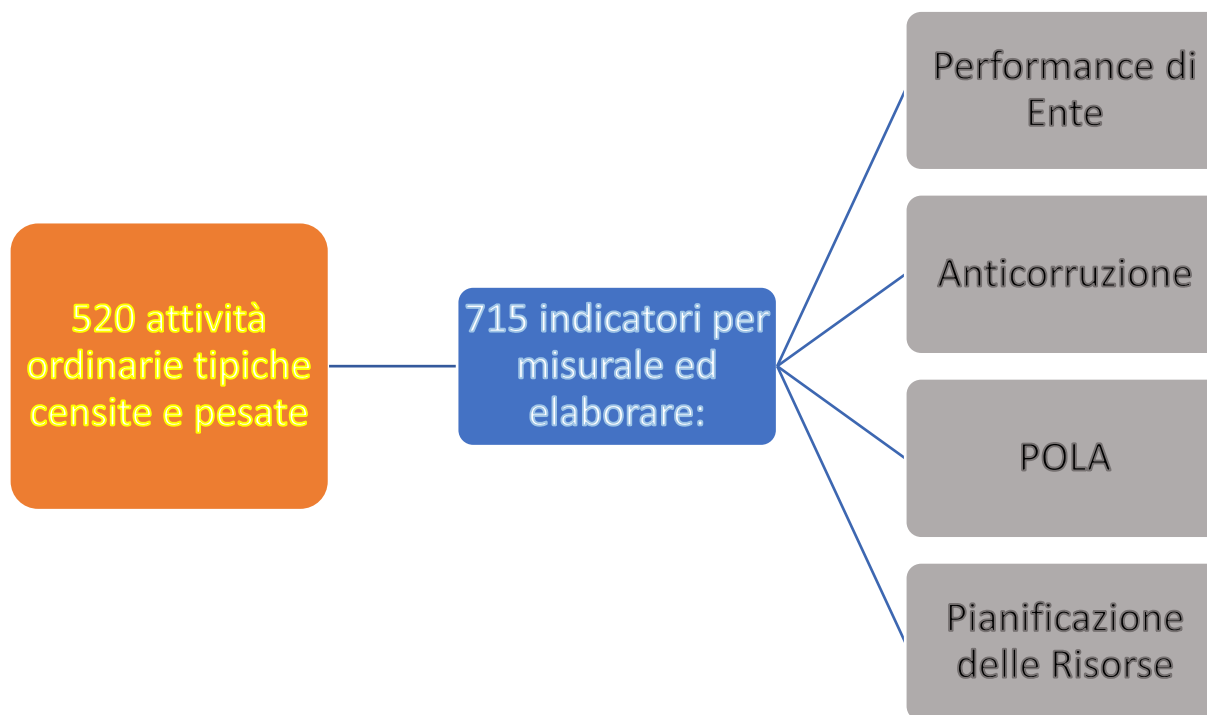 520 attività
ordinarie tipiche
censite e pesate
715 indicatori per
misurale ed
elaborare:
Performance di
Ente
Anticorruzione
POLA
Pianificazione
delle Risorse